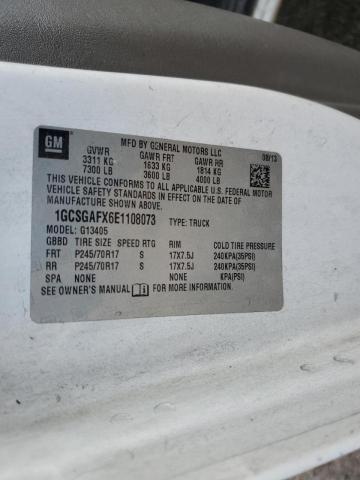 GM
MFD BY GENERAL MOTORS LLC
08/13
GVWR GAWR FRT GAWR RR
3311 KG 1633 KG 1814 KG
7300 LB 3600 LB 4000 LB
THIS VEHICLE CONFORMS TO ALL APPLICABLE U.S. FEDERAL MOTOR
VEHICLE SAFETY STANDARDS IN EFFECT ON THE DATE OF
MANUFACTURE SHOWN ABOVE.
1GCSGAFX6E1108073 TYPE: TRUCK
MODEL: G13405
GBBD TIRE SIZE SPEED RTG RIM COLD TIRE PRESSURE
FRT P245/70R17 S 17X7.5J 240KPA(35PSI)
RR P245/70R17 S 17X7.5J 240KPA(35PSI)
SPA NONE NONE KPA(PSI)
SEE OWNER'S MANUAL FOR MORE INFORMATION